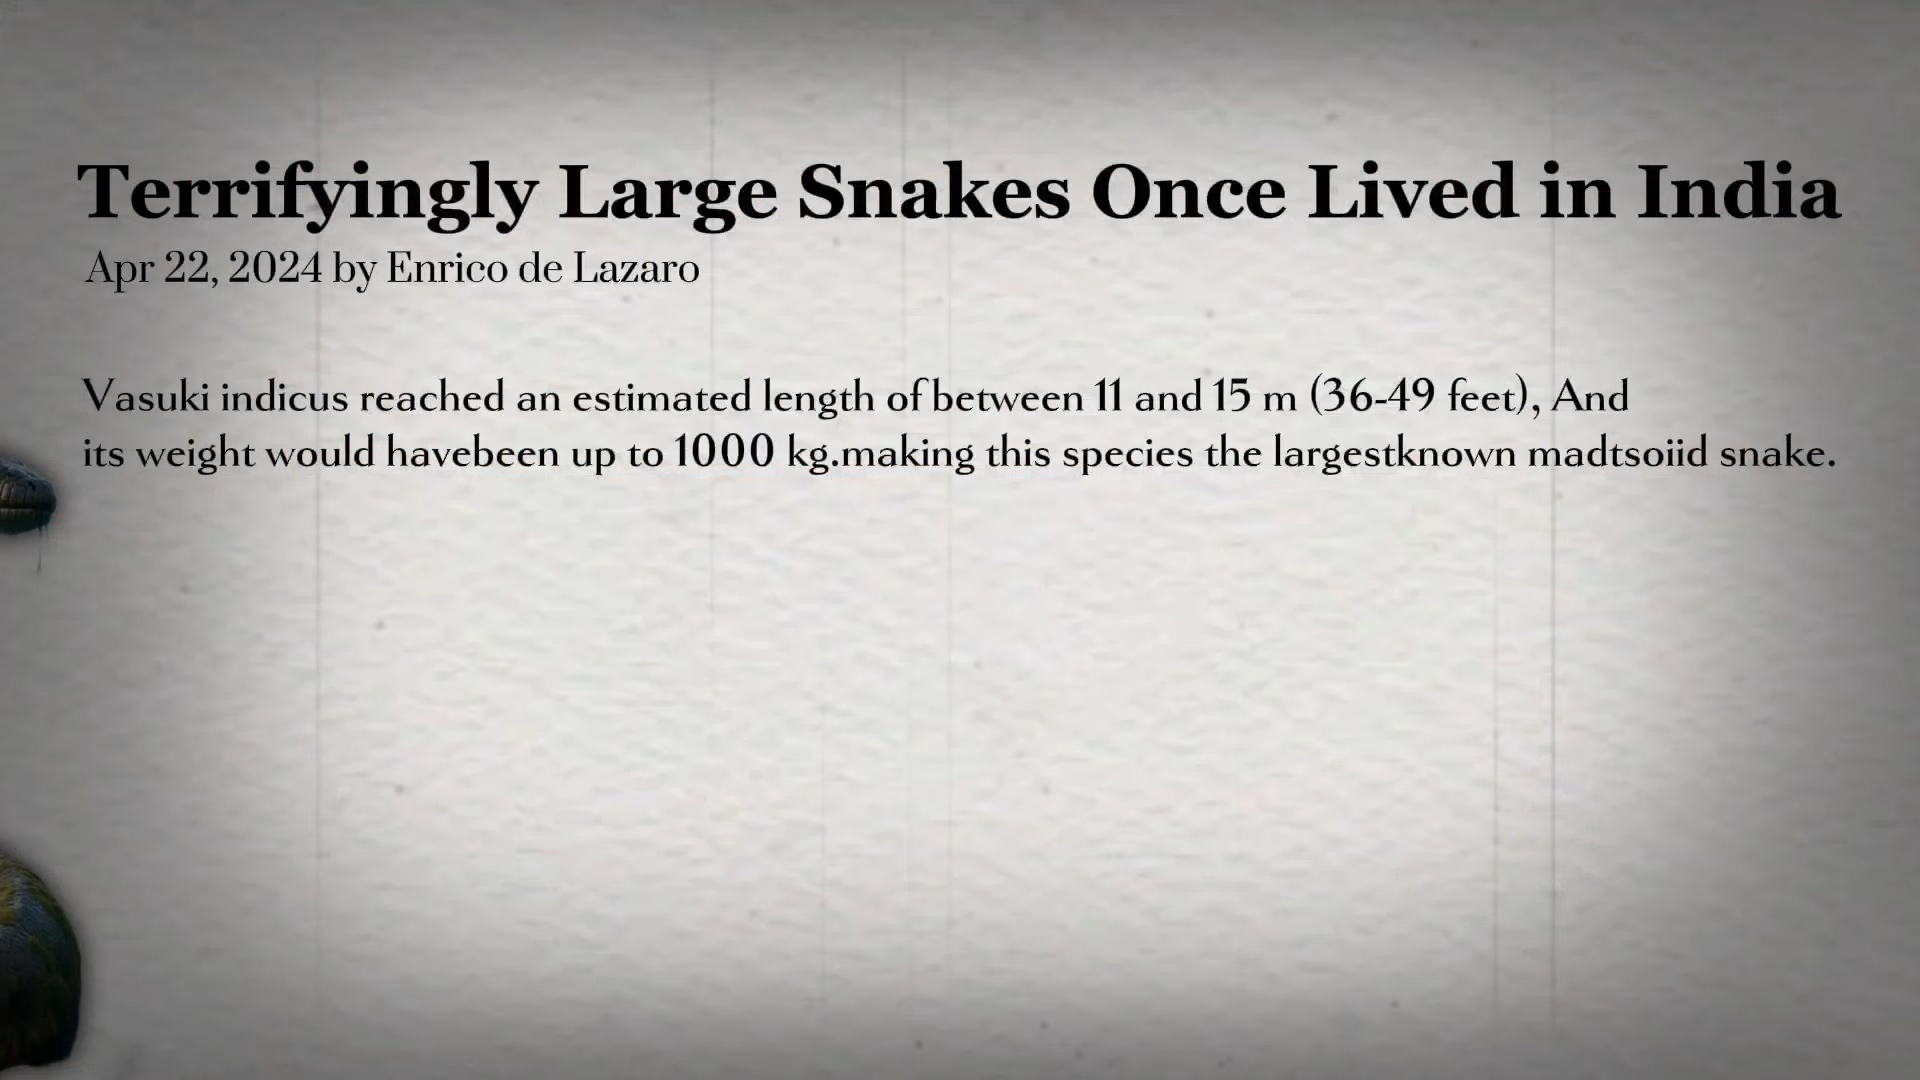 Terrifyingly Large Snakes Once Lived in India
Apr 22, 2024 by Enrico de Lazaro
Vasuki indicus reached an estimated length of between 11 and 15 m (36-49 feet), And
its weight would havebeen up to 1000 kg.making this species the largestknown madtsoiid snake.